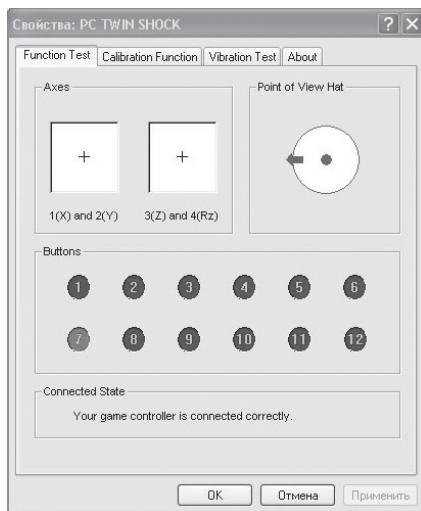 Свойства: PC TWIN SHOCK
Function Test Calibration Function Vibration Test About
Axes Point of View Hat
1(X) and 2(Y) 3(Z) and 4(Rz)
Buttons
1 2 3 4 5 6
7 8 9 10 11 12
Connected State
Your game controller is connected correctly.
OK Отмена Применить